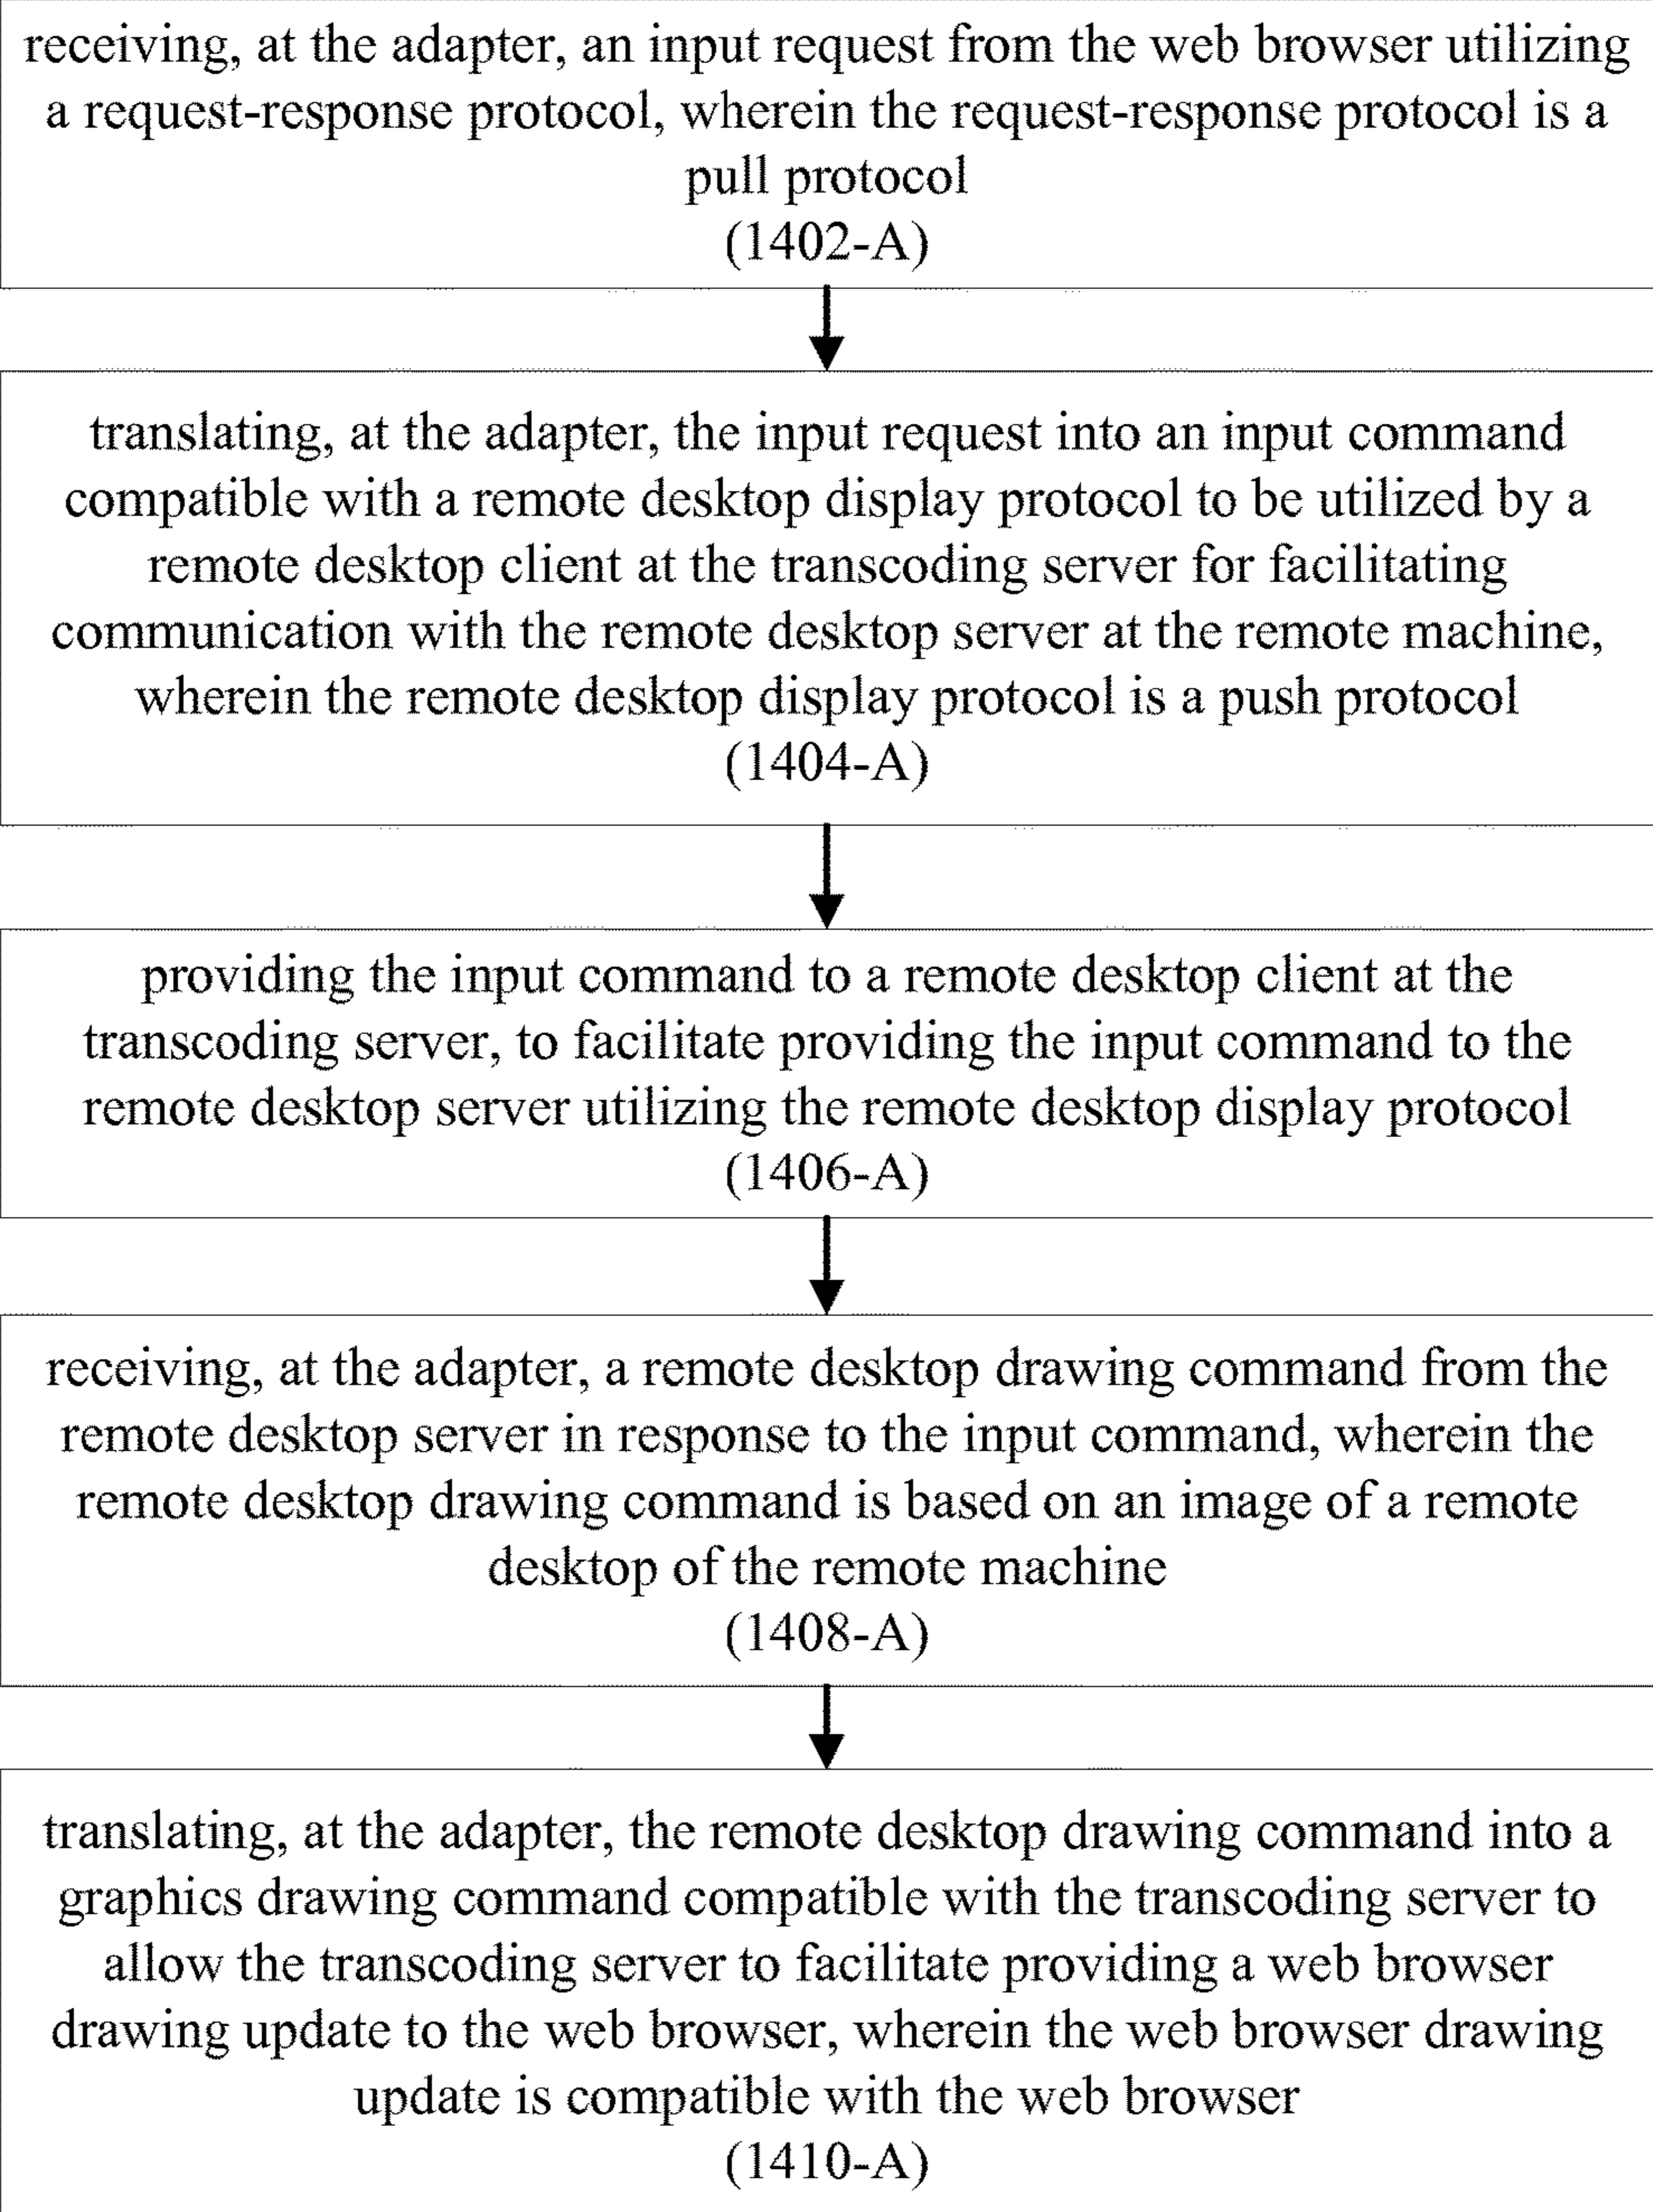 receiving, at the adapter, an input request from the web browser utilizing
a request-response protocol, wherein the request-response protocol is a
pull protocol
(1402-A)
translating, at the adapter, the input request into an input command
compatible with a remote desktop display protocol to be utilized by a
remote desktop client at the transcoding server for facilitating
communication with the remote desktop server at the remote machine,
wherein the remote desktop display protocol is a push protocol
(1404-A)
providing the input command to a remote desktop client at the
transcoding server, to facilitate providing the input command to the
remote desktop server utilizing the remote desktop display protocol
(1406-A)
receiving, at the adapter, a remote desktop drawing command from the
remote desktop server in response to the input command, wherein the
remote desktop drawing command is based on an image of a remote
desktop of the remote machine
(1408-A)
translating, at the adapter, the remote desktop drawing command into a
graphics drawing command compatible with the transcoding server to
allow the transcoding server to facilitate providing a web browser
drawing update to the web browser, wherein the web browser drawing
update is compatible with the web browser
(1410-A)